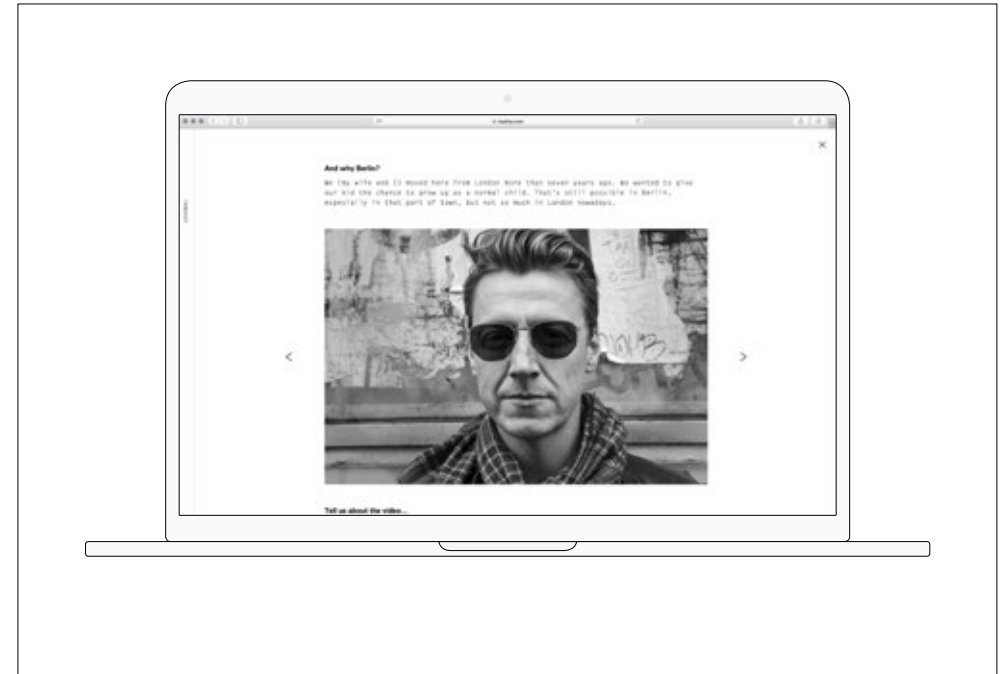 And why Berlin?
We (my wife and I) moved here from London more than seven years ago. We wanted to give
our kid the chance to grow up as a normal child. That's still possible in Berlin,
especially in that part of town, but not so much in London nowadays.
Tell us about the video...